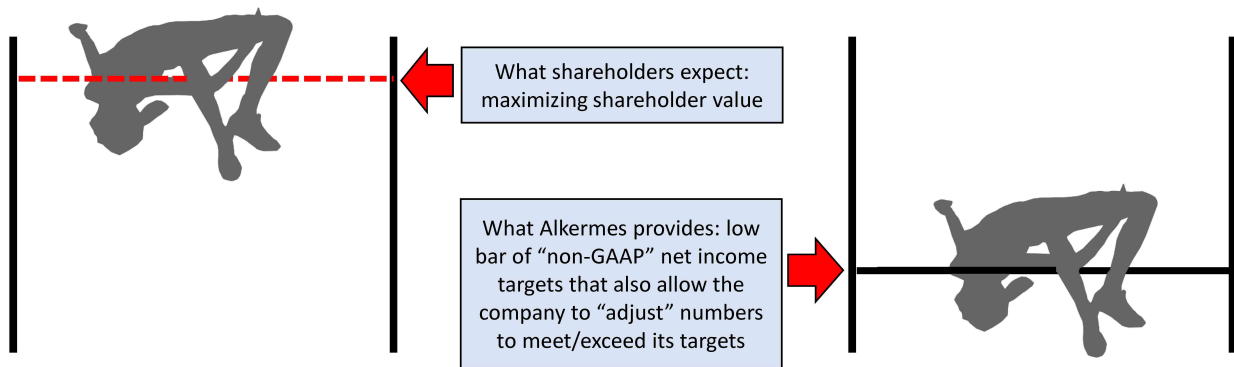 What shareholders expect:
maximizing shareholder value
What Alkermes provides: low
bar of “non-GAAP” net income
targets that also allow the
company to “adjust” numbers
to meet/exceed its targets